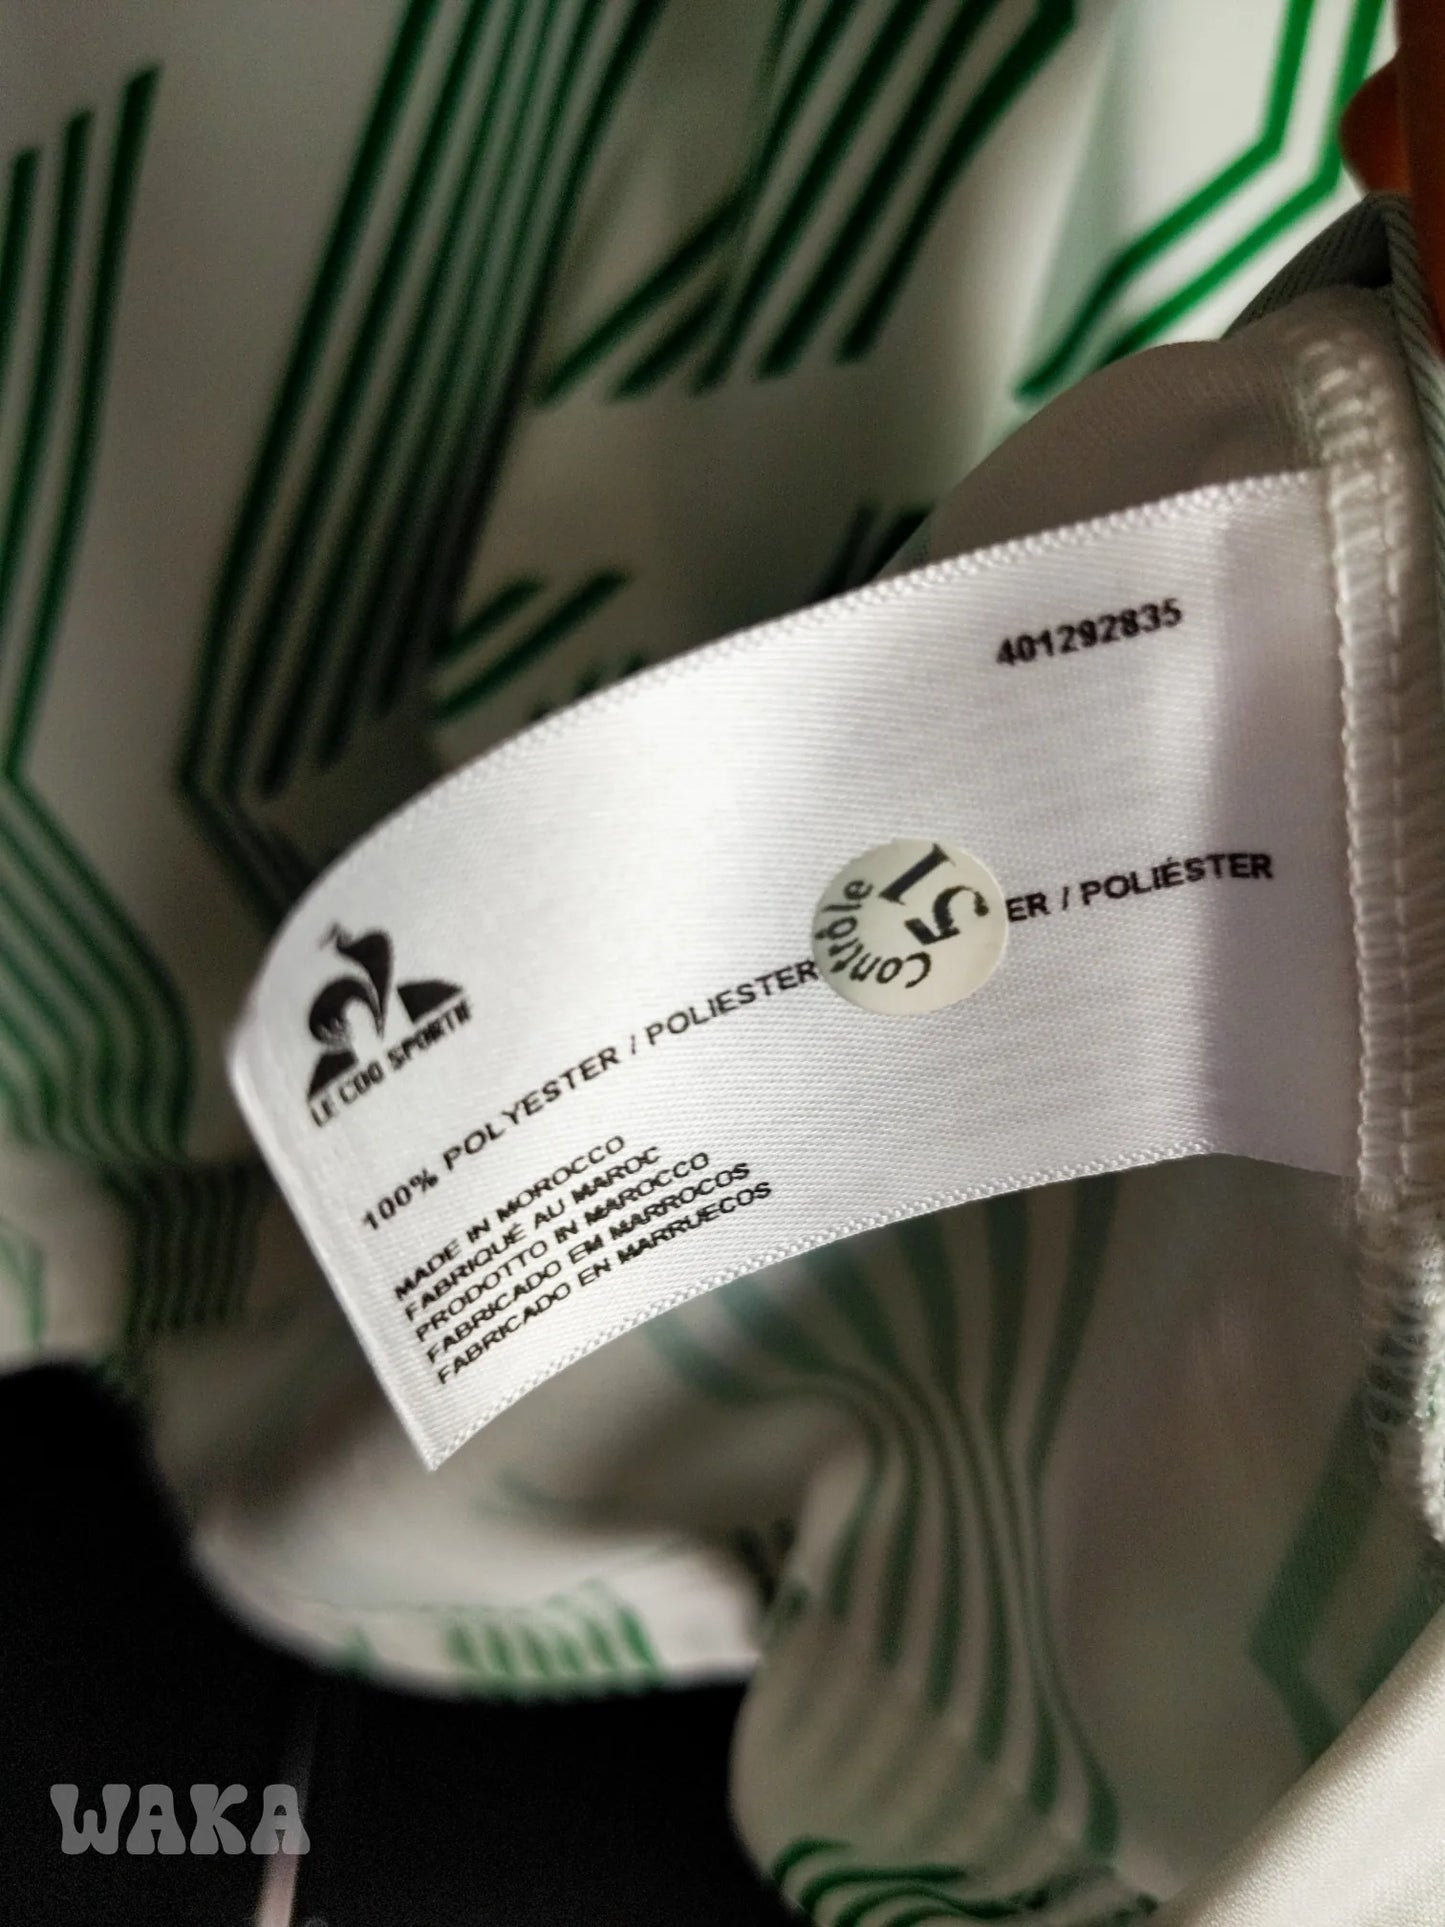 401292835
LE COQ SPORTIF
100% POLYESTER / POLIESTER
ER / POLIÉSTER
Contrôle
51
MADE IN MOROCCO
FABRIQUÉ AU MAROC
PRODOTTO IN MAROCCO
FABRICADO EM MARROCOS
FABRICADO EN MARRUECOS
WAKA